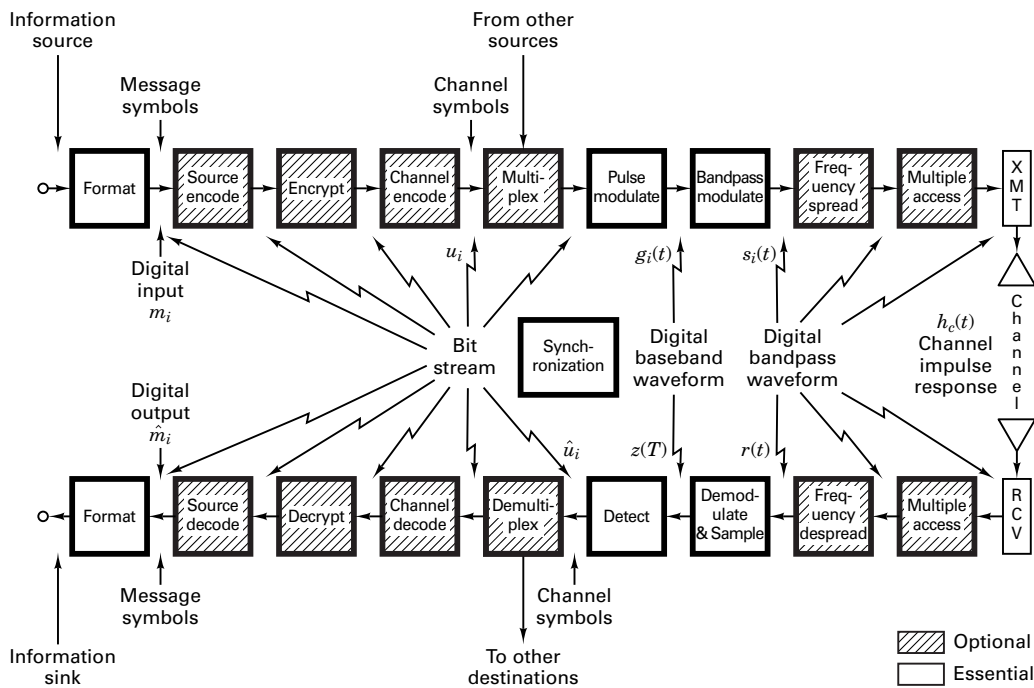 Information
source
From other
sources
Message
symbols
Channel
symbols
Format
Source
encode
Encrypt
Channel
encode
Multi-
plex
Pulse
modulate
Bandpass
modulate
Freq-
uency
spread
Multiple
access
X
M
T
Digital
input
m_i
u_i
g_i(t)
s_i(t)
Bit
stream
Synch-
ronization
Digital
baseband
waveform
Digital
bandpass
waveform
h_c(t)
Channel
impulse
response
C
h
a
n
n
e
l
Digital
output
m̂_i
û_i
z(T)
r(t)
Format
Source
decode
Decrypt
Channel
decode
Demulti-
plex
Detect
Demod-
ulate
& Sample
Freq-
uency
despread
Multiple
access
R
C
V
Message
symbols
Channel
symbols
Information
sink
To other
destinations
Optional
Essential